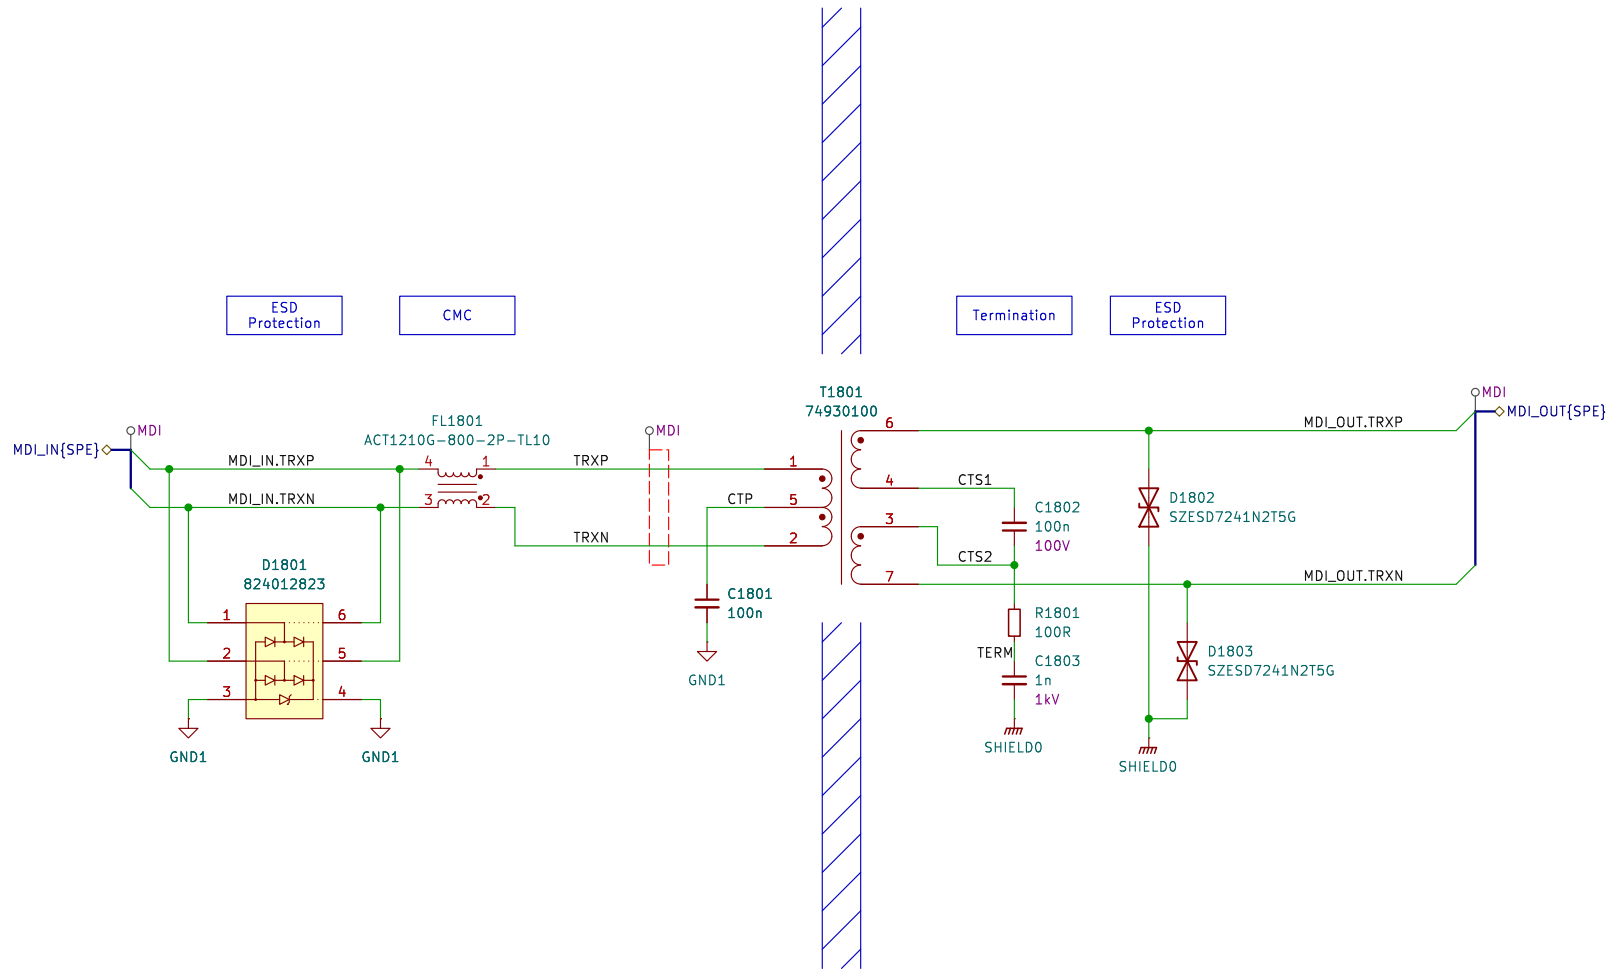 ESD
Protection
CMC
Termination
ESD
Protection
T1801
74930100
MDI
MDI_OUT{SPE}
FL1801
ACT1210G-800-2P-TL10
MDI
MDI
MDI_IN{SPE}
6
MDI_OUT.TRXP
MDI_IN.TRXP
4
1
TRXP
1
4
CTS1
MDI_IN.TRXN
3
2
CTP
5
D1802
SZESD7241N2T5G
C1802
100n
100V
3
TRXN
2
CTS2
D1801
824012823
7
MDI_OUT.TRXN
C1801
100n
R1801
100R
1
6
2
5
3
4
TERM
C1803
1n
1kV
D1803
SZESD7241N2T5G
GND1
SHIELD0
GND1
GND1
SHIELD0